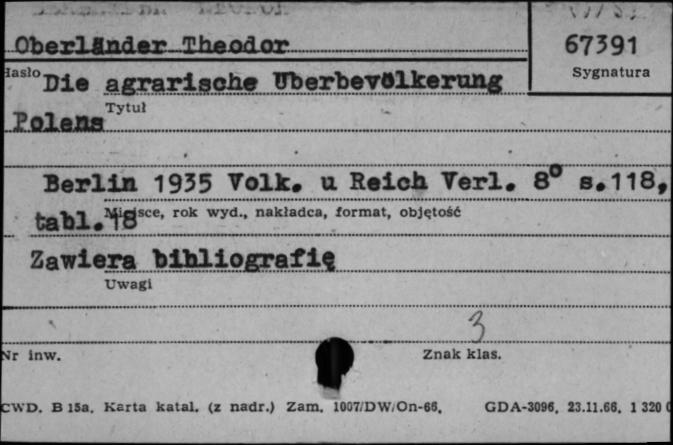 Oberländer Theodor
67391
Hasło
Sygnatura
Die agrarische Überbevölkerung
Tytuł
Polens
Berlin 1935 Volk. u Reich Verl. 8° s.118,
tabl.18
Miejsce, rok wyd., nakładca, format, objętość
Zawiera bibliografię
Uwagi
3
Nr inw.
Znak klas.
CWD. B 15a. Karta katal. (z nadr.) Zam. 1007/DW/On-66.
GDA-3096, 23.11.66. 1 320 0